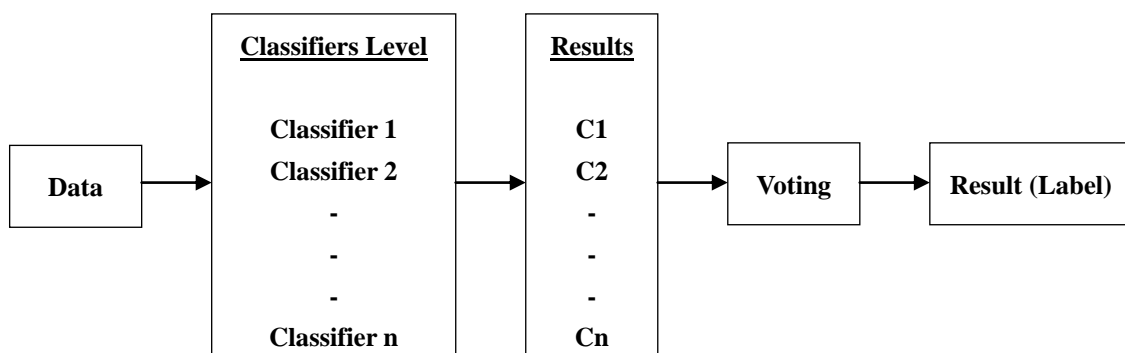 Data
Classifiers Level
Classifier 1
Classifier 2
-
-
-
Classifier n
Results
C1
C2
-
-
-
Cn
Voting
Result (Label)